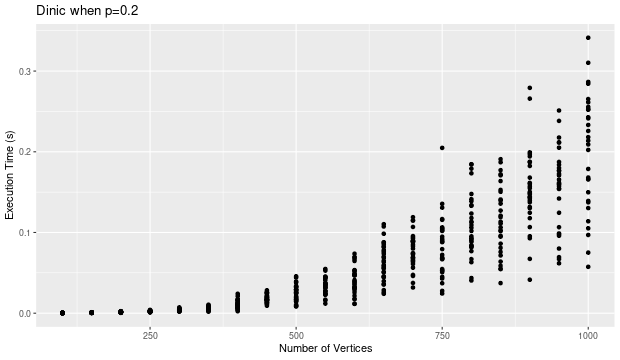 Dinic when p=0.2
Execution Time (s)
0.3
0.2
0.1
0.0
250
500
750
1000
Number of Vertices